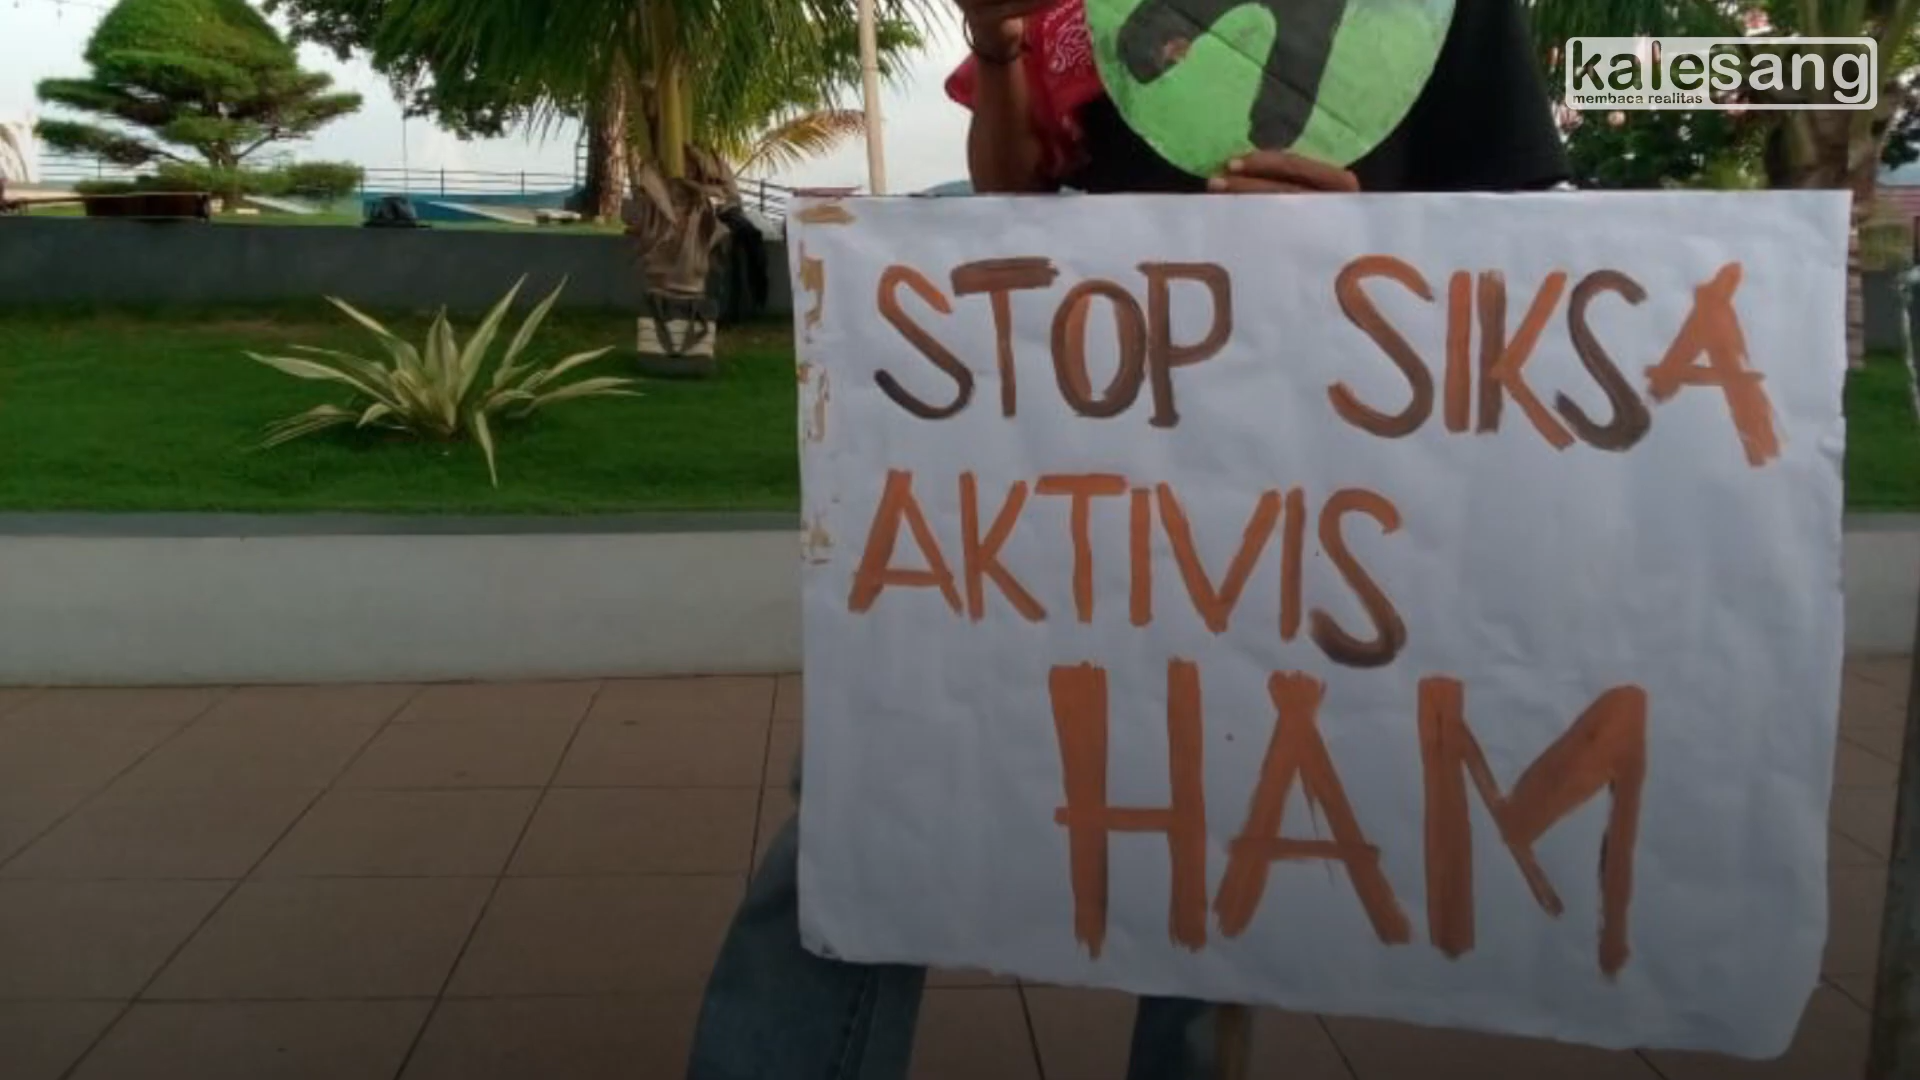 kalesang
membaca realitas
STOP SIKSA
AKTIVIS
HAM